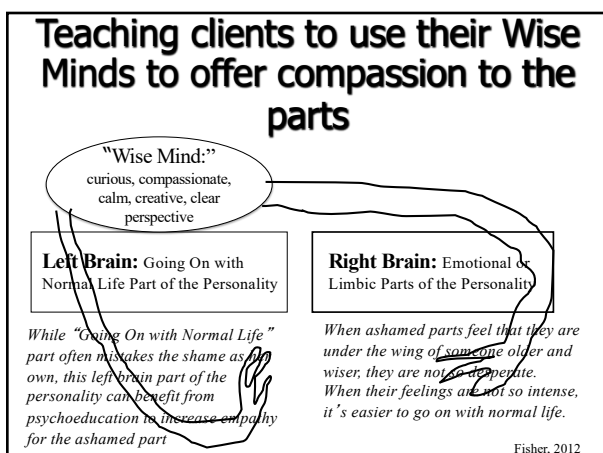 Teaching clients to use their Wise
Minds to offer compassion to the
parts
‟Wise Mind:”
curious, compassionate,
calm, creative, clear
perspective
Left Brain: Going On with
Normal Life Part of the Personality
Right Brain: Emotional or
Limbic Parts of the Personality
While “Going On with Normal Life”
part often mistakes the shame as her
own, this left brain part of the
personality can benefit from
psychoeducation to increase empathy
for the ashamed part
When ashamed parts feel that they are
under the wing of someone older and
wiser, they are not so desperate.
When their feelings are not so intense,
it’s easier to go on with normal life.
Fisher, 2012